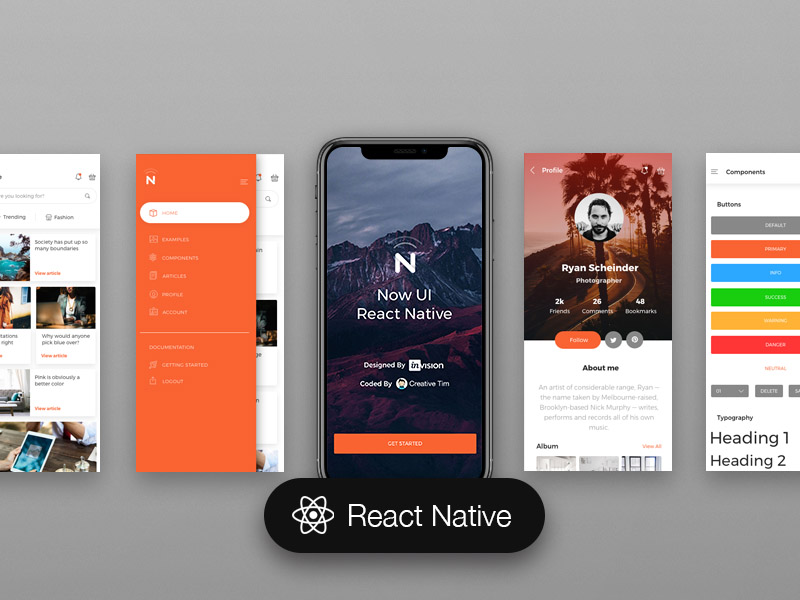 re you looking for?
Trending
Fashion
Society has put up so
many boundaries
View article
Why would anyone
pick blue over?
View article
Pink is obviously a
better color
View article
N
HOME
EXAMPLES
COMPONENTS
ARTICLES
PROFILE
ACCOUNT
DOCUMENTATION
GETTING STARTED
LOGOUT
N
Now UI
React Native
Designed By invision
Coded By Creative Tim
GET STARTED
React Native
Profile
Ryan Scheinder
Photographer
2k 26 48
Friends Comments Bookmarks
Follow
About me
An artist of considerable range, Ryan —
the name taken by Melbourne-raised,
Brooklyn-based Nick Murphy — writes,
performs and records all of his own
music.
Album View All
Components
Buttons
DEFAULT
PRIMARY
INFO
SUCCESS
WARNING
DANGER
NEUTRAL
UI DELETE SA
Typography
Heading 1
Heading 2